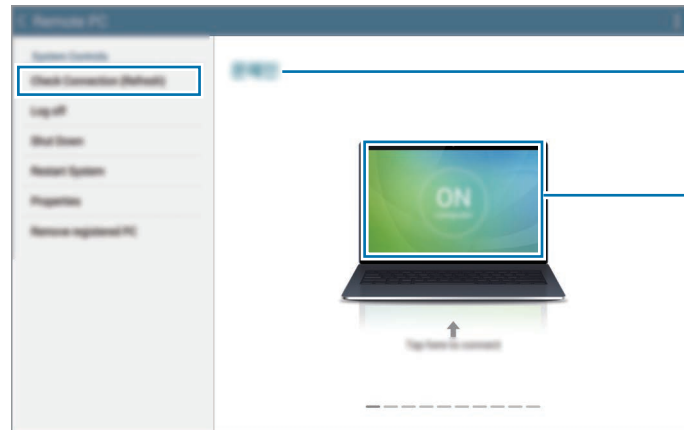 Remote PC
System Controls
Check Connection (Refresh)
Log off
Shut Down
Restart System
Properties
Remove registered PC
ON
Tap here to connect